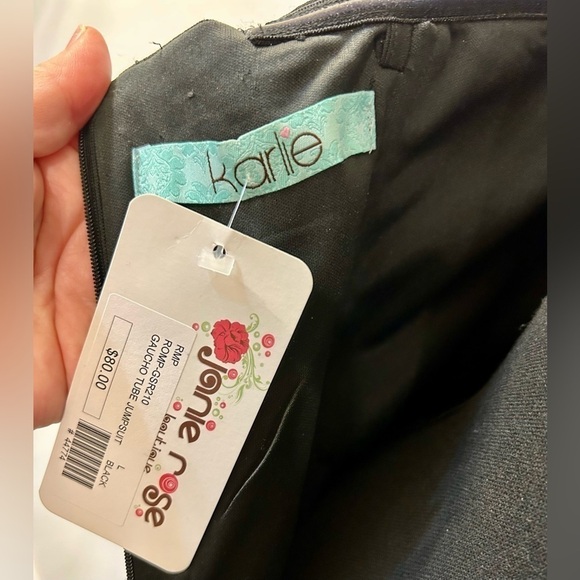 karlie
Janie rose
boutique
RMP
ROMP-GSR210
GAUCHO TUBE JUMPSUIT
$80.00
L BLACK
# 44774